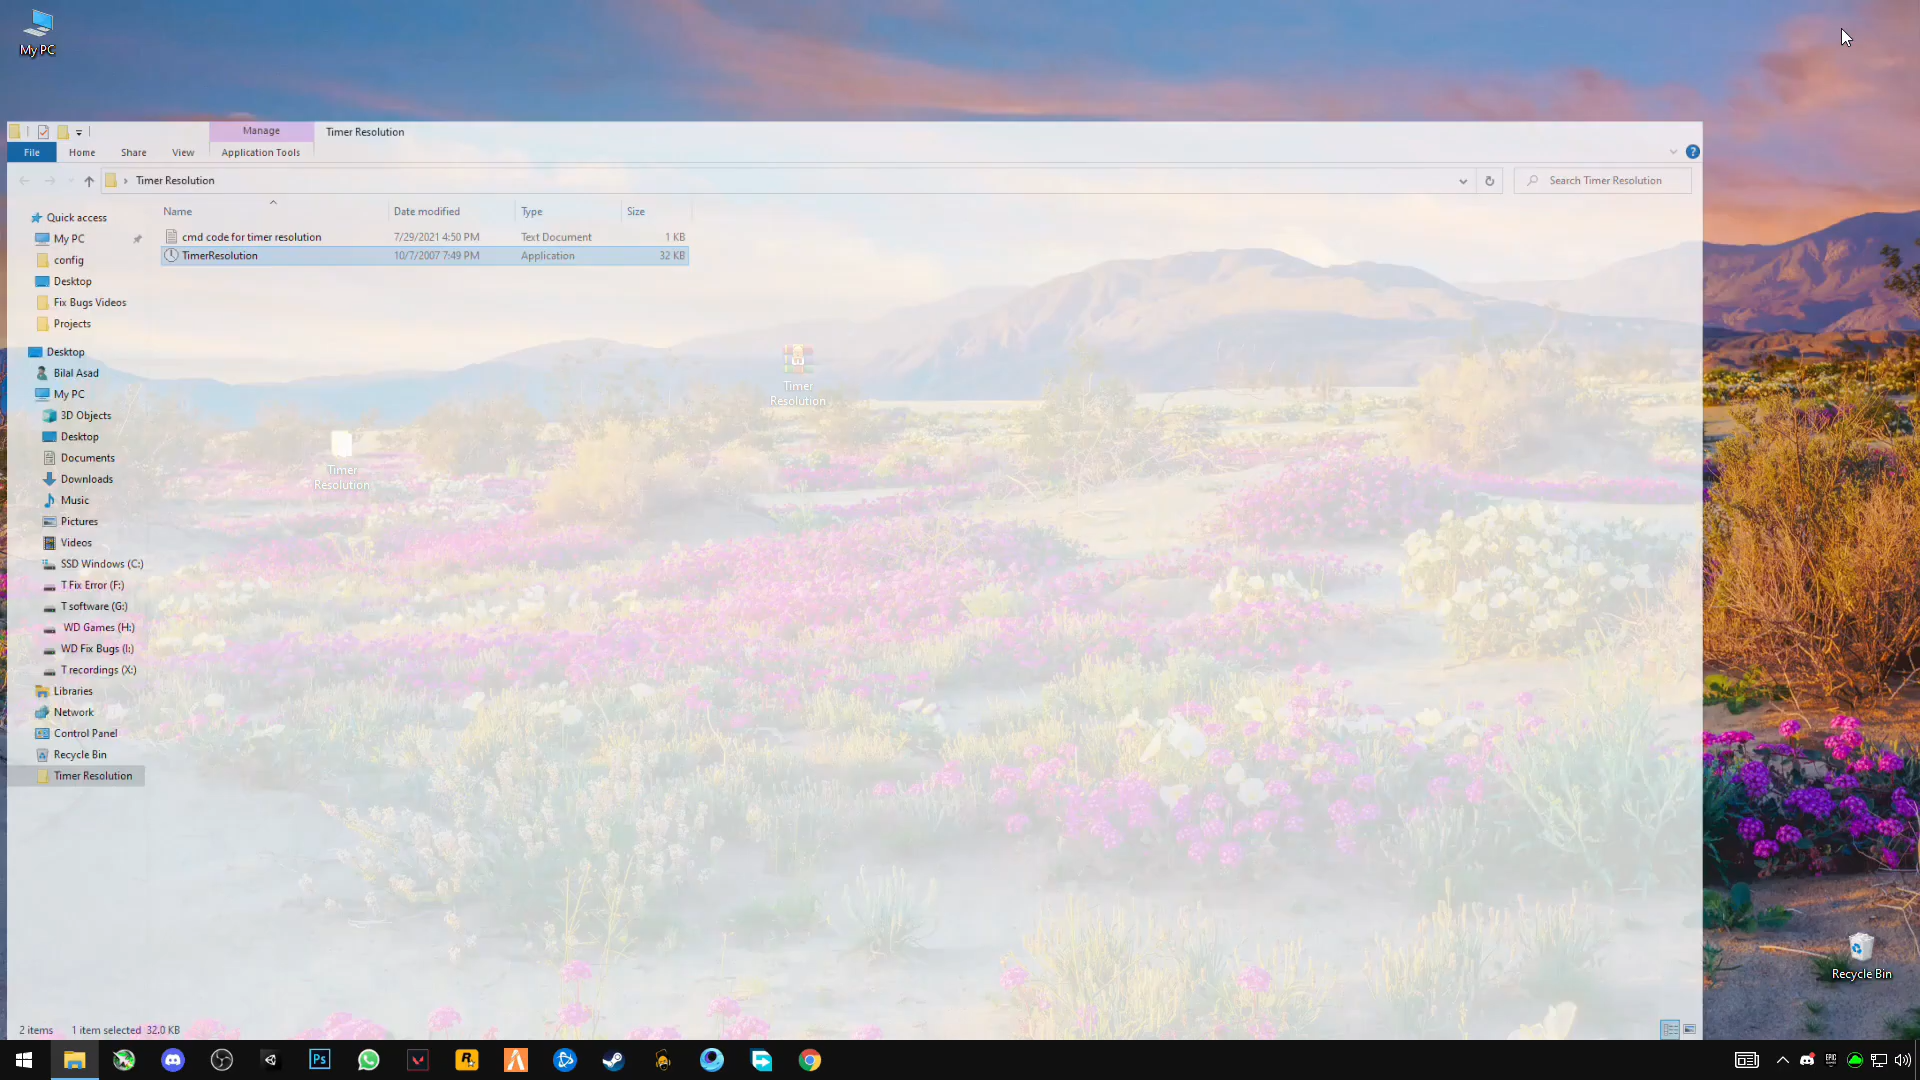 My PC
Manage
Timer Resolution
File
Home
Share
View
Application Tools
Timer Resolution
Search Timer Resolution
Name
Date modified
Type
Size
cmd code for timer resolution
7/29/2021 4:50 PM
Text Document
1 KB
TimerResolution
10/7/2007 7:49 PM
Application
32 KB
Quick access
My PC
config
Desktop
Fix Bugs Videos
Projects
Desktop
Bilal Asad
My PC
3D Objects
Desktop
Documents
Downloads
Music
Pictures
Videos
SSD Windows (C:)
T Fix Error (F:)
T software (G:)
WD Games (H:)
WD Fix Bugs (I:)
T recordings (X:)
Libraries
Network
Control Panel
Recycle Bin
Timer Resolution
Timer
Resolution
Timer
Resolution
Recycle Bin
2 items
1 item selected 32.0 KB
Ps
R
EPIC